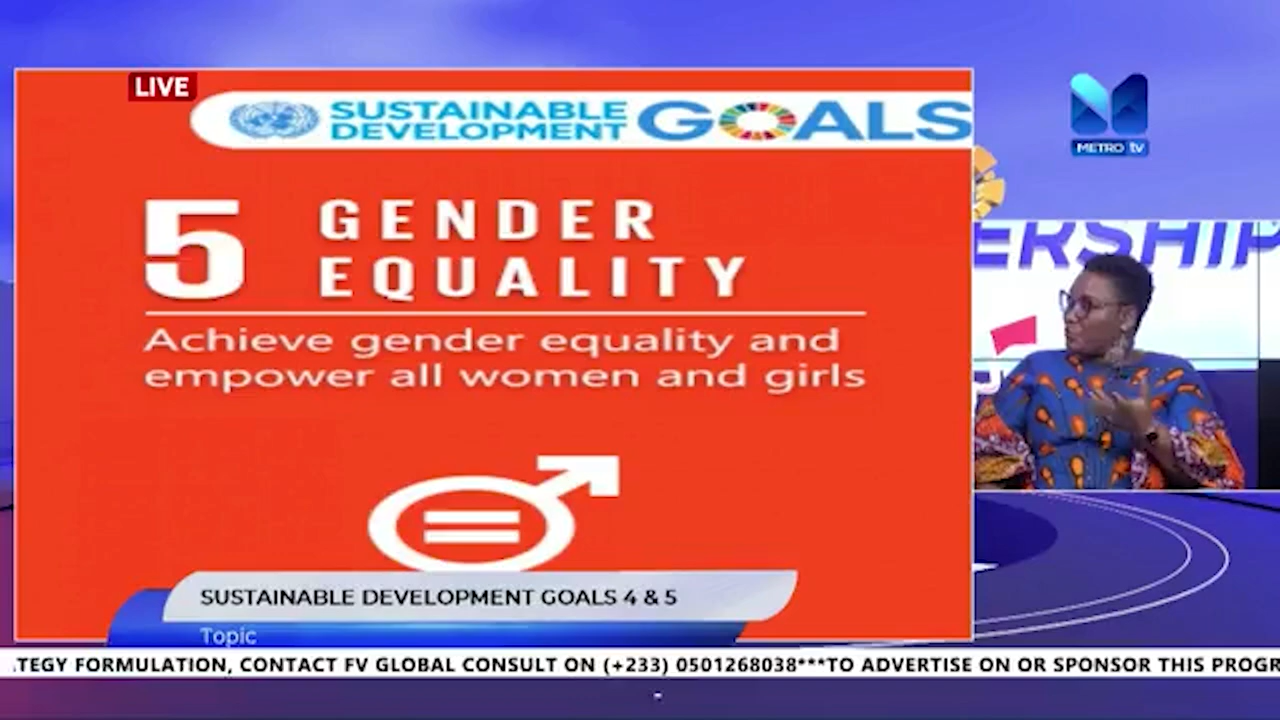 LIVE
SUSTAINABLE
DEVELOPMENT
GOALS
METRO tv
ERSHIP
5
GENDER
EQUALITY
Achieve gender equality and
empower all women and girls
SUSTAINABLE DEVELOPMENT GOALS 4 & 5
Topic
TEGY FORMULATION, CONTACT FV GLOBAL CONSULT ON (+233) 0501268038***TO ADVERTISE ON OR SPONSOR THIS PROGR